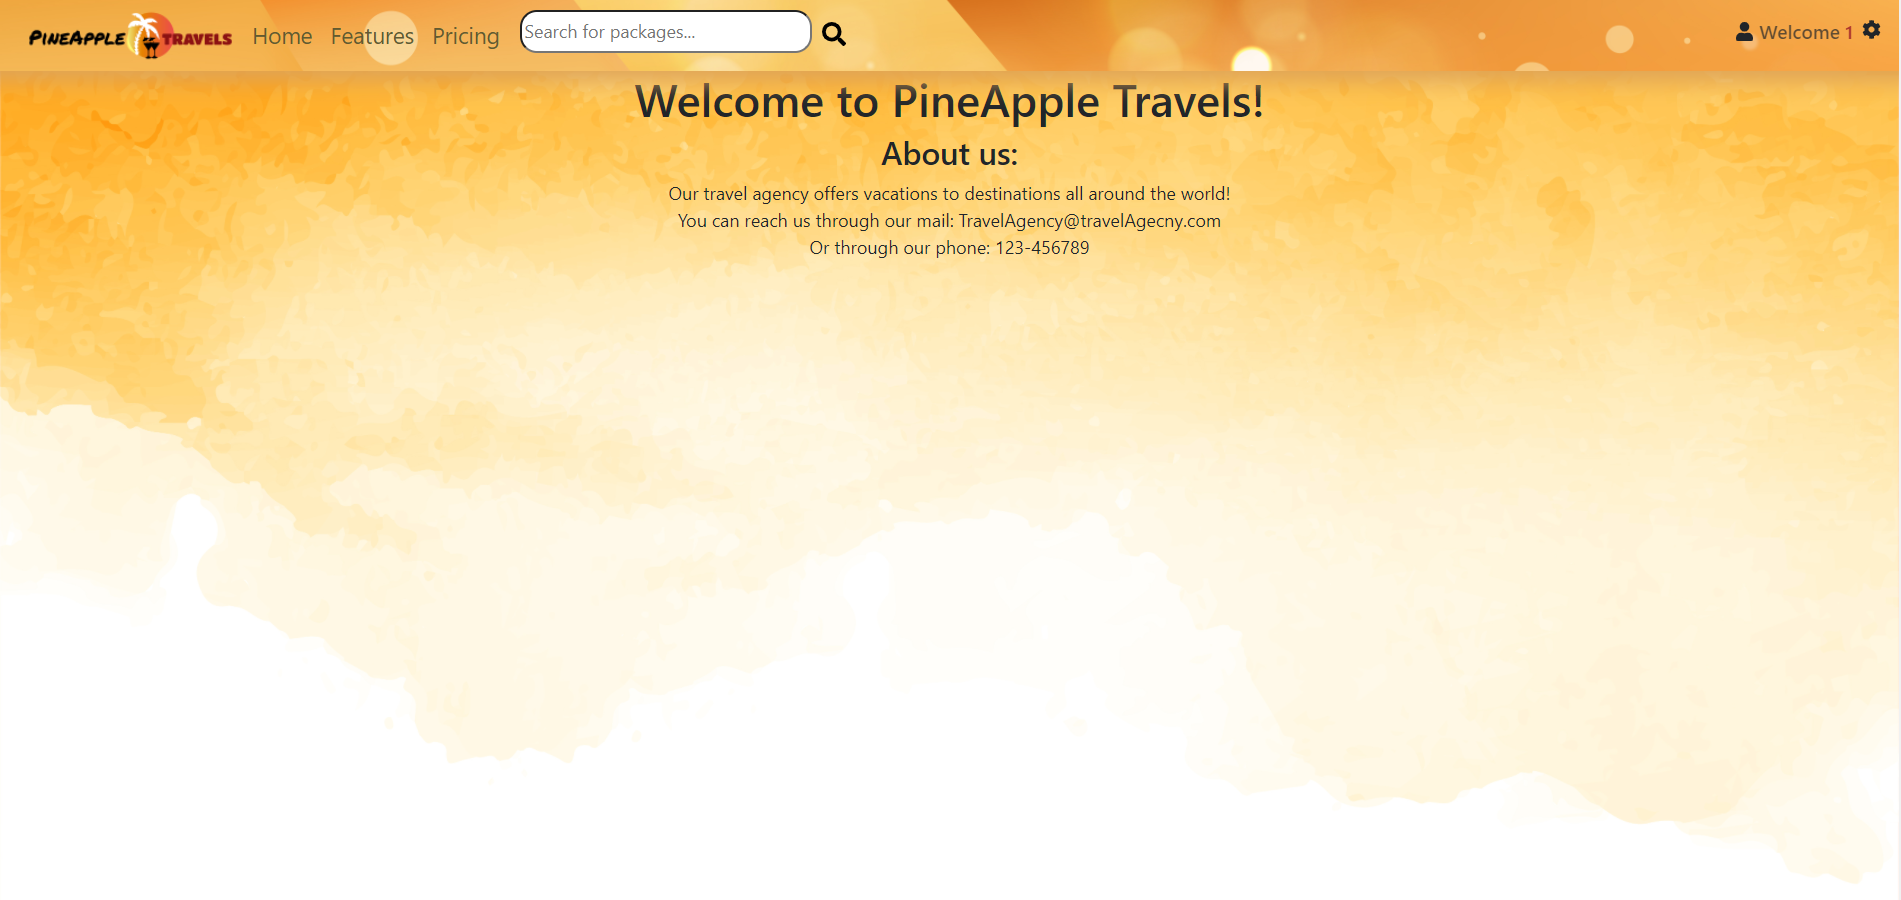 PINEAPPLE TRAVELS Home Features Pricing Search for packages... Welcome 1
Welcome to PineApple Travels!
About us:
Our travel agency offers vacations to destinations all around the world!
You can reach us through our mail: TravelAgency@travelAgecny.com
Or through our phone: 123-456789